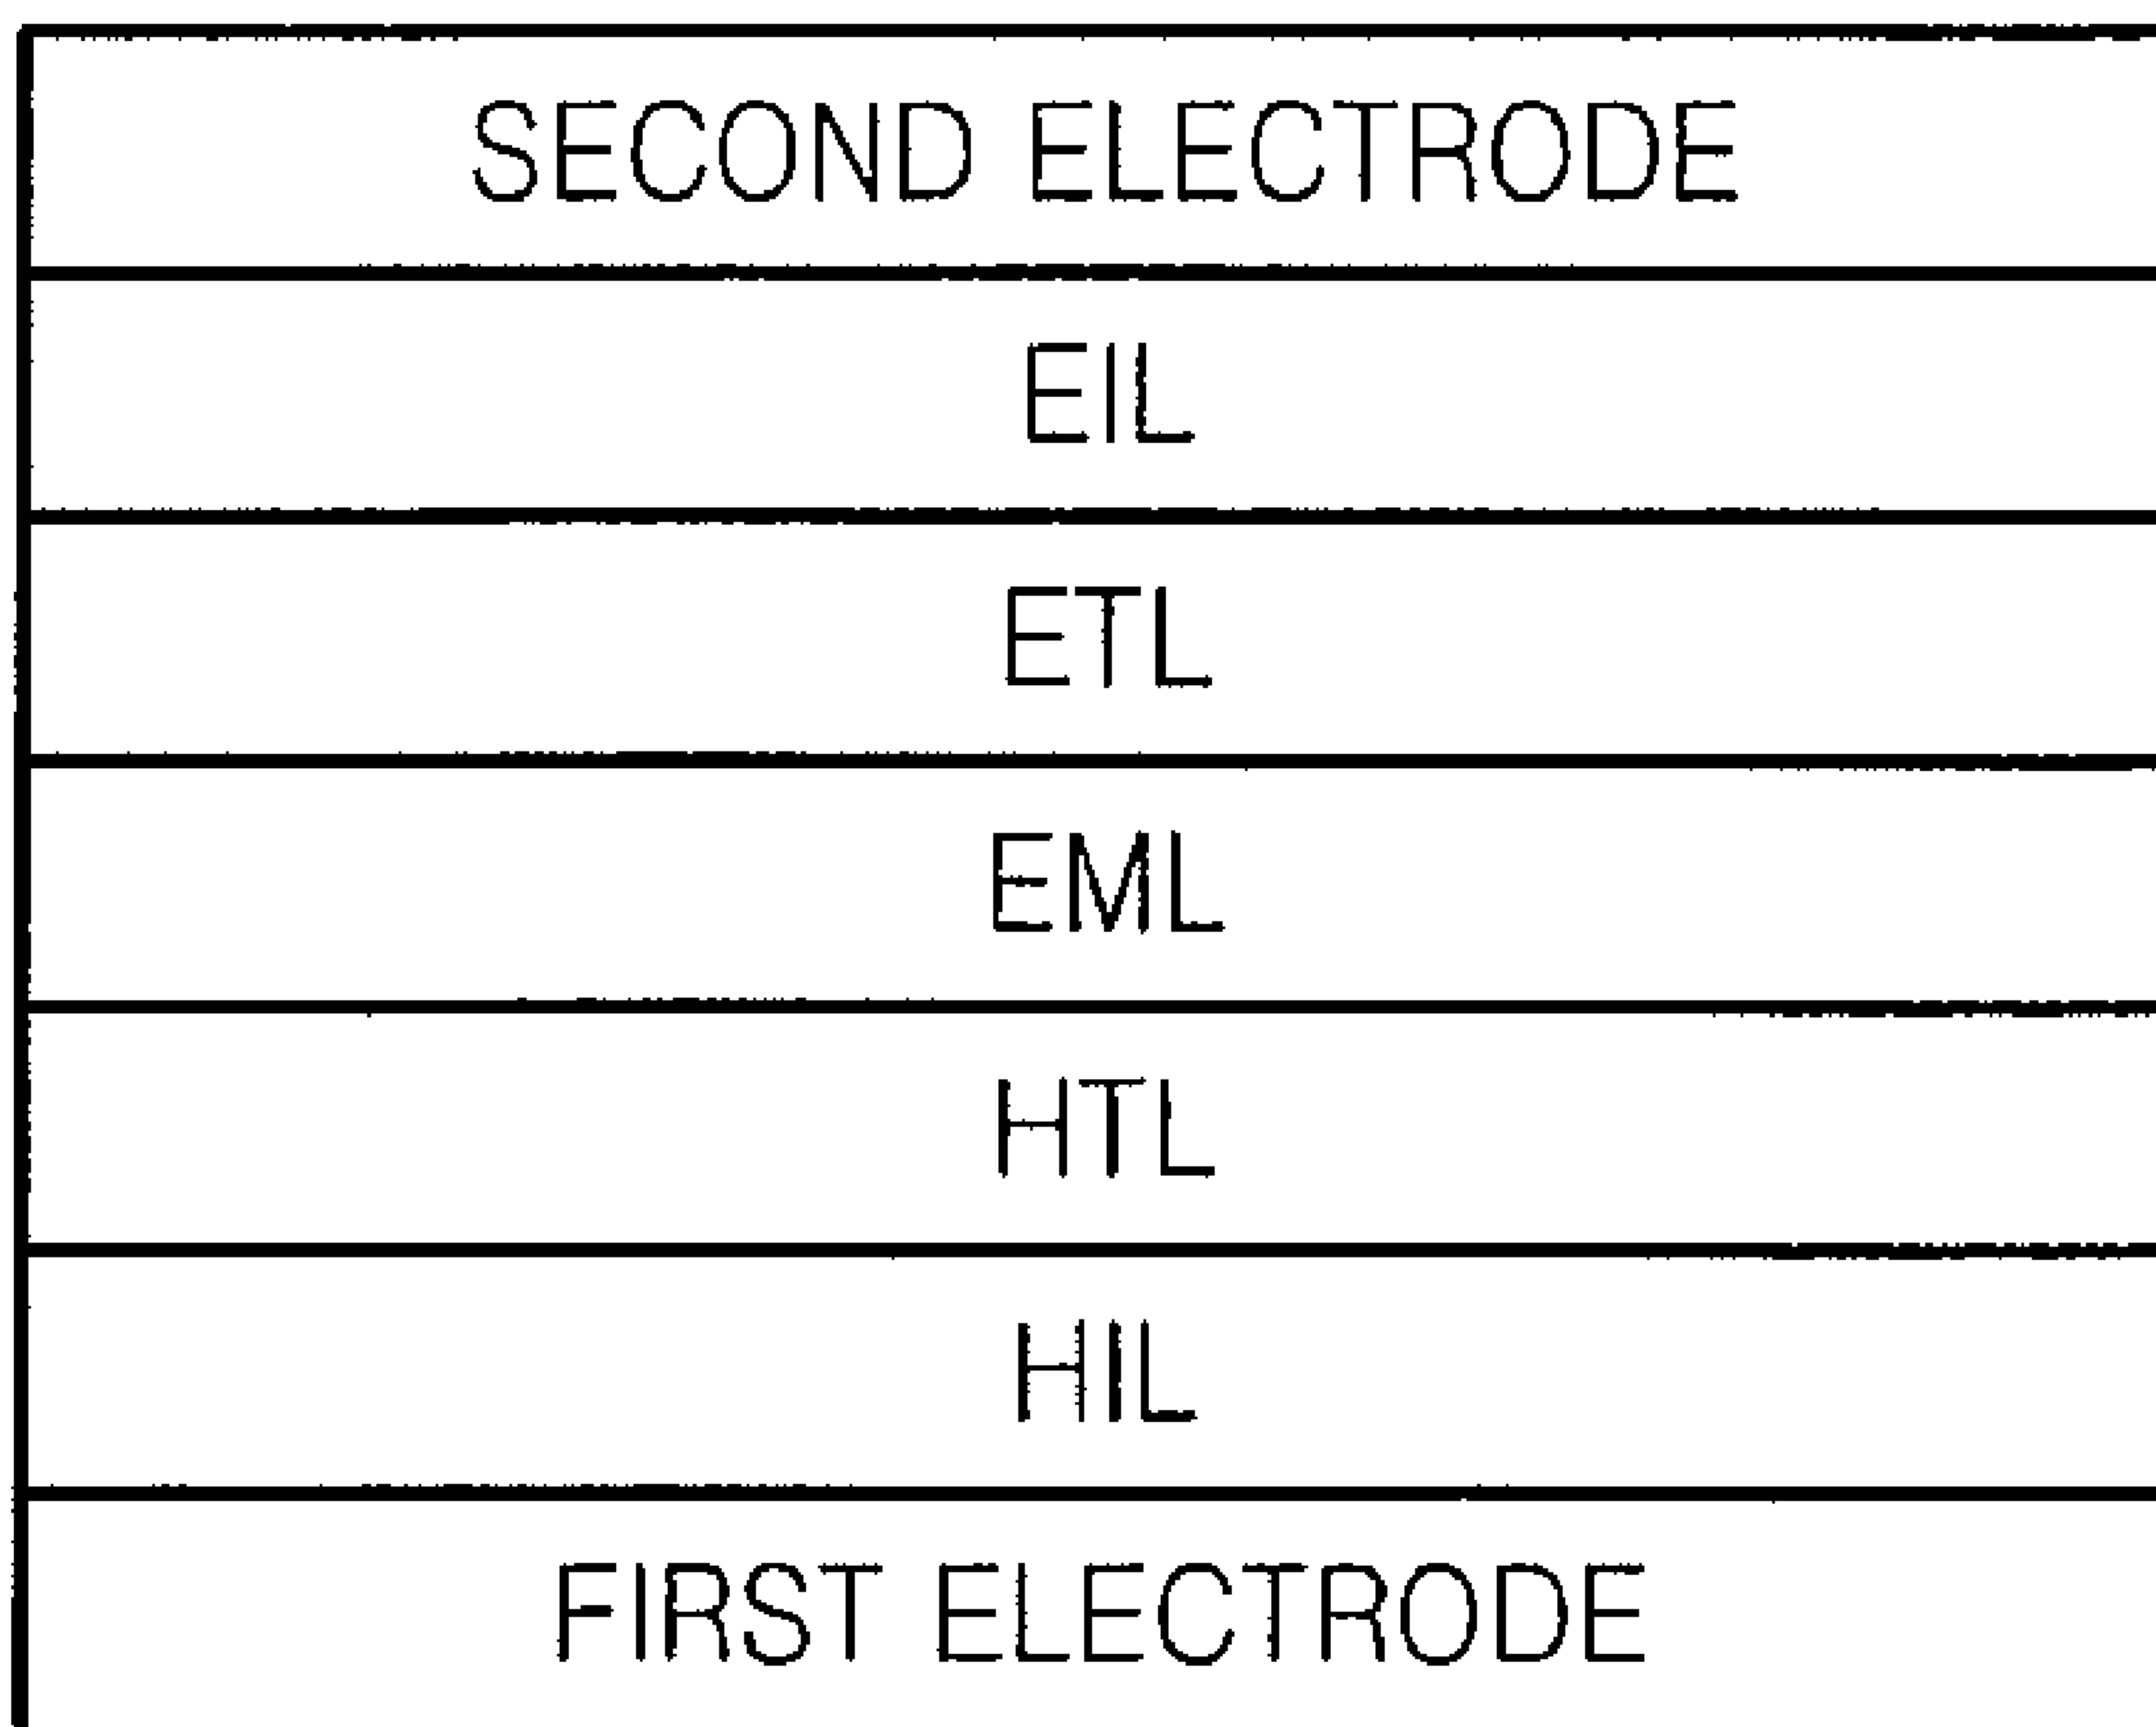 SECOND ELECTRODE
EIL
ETL
EML
HTL
HIL
FIRST ELECTRODE